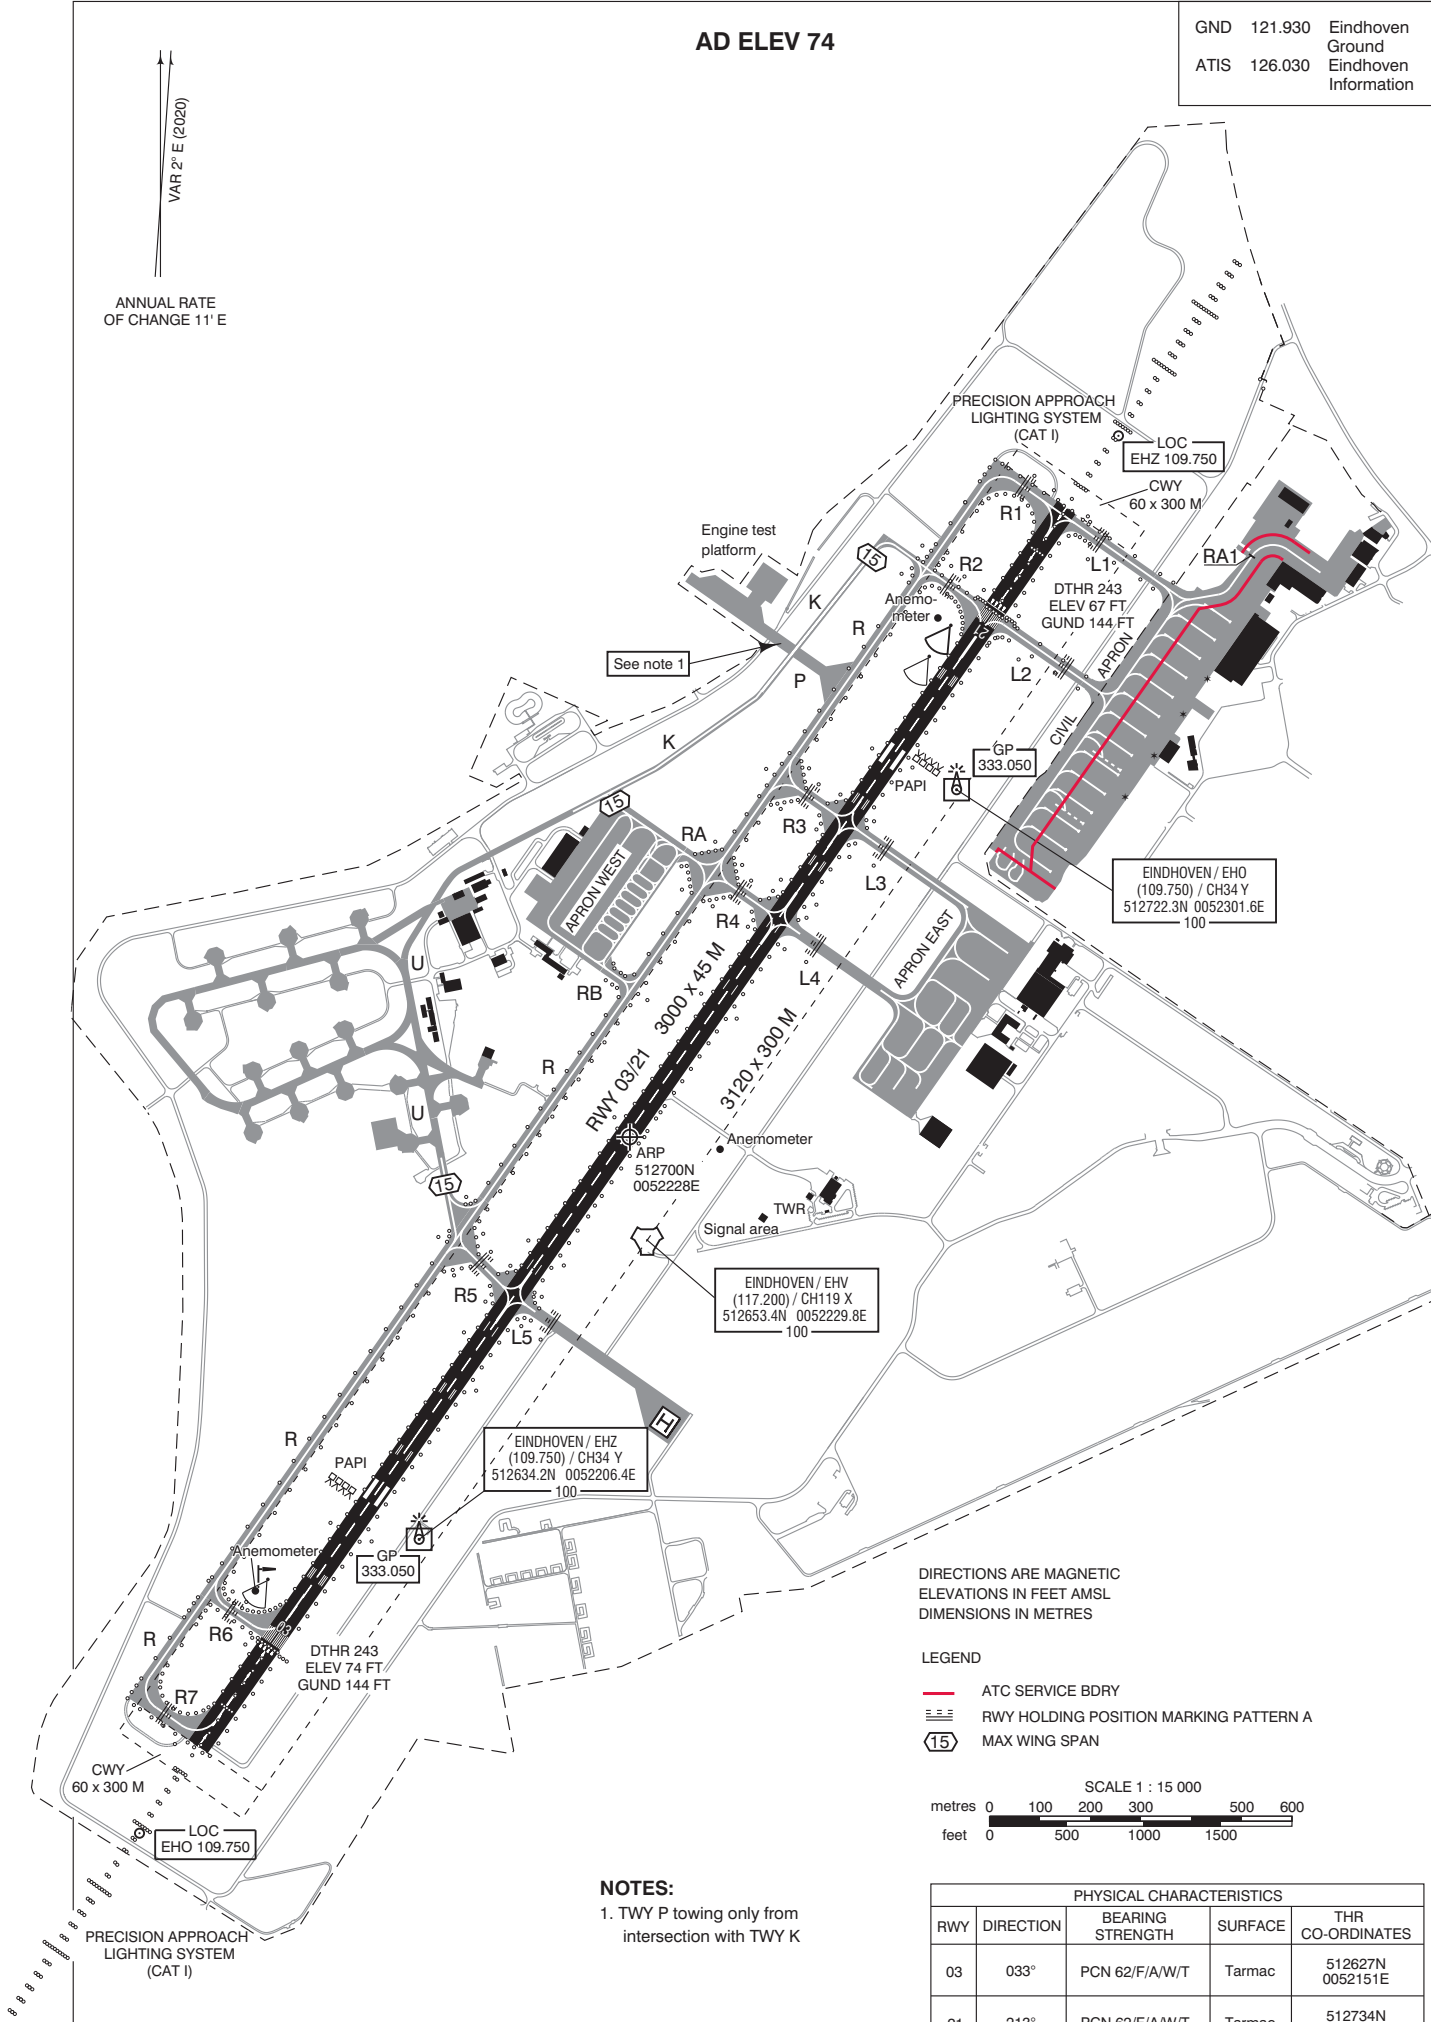 AD ELEV 74
GND 121.930 Eindhoven
Ground
ATIS 126.030 Eindhoven
Information
VAR 2° E (2020)
ANNUAL RATE
OF CHANGE 11' E
PRECISION APPROACH
LIGHTING SYSTEM
(CAT I)
LOC
EHZ 109.750
CWY
60 x 300 M
R1
L1
RA1
Engine test
platform
15
R2
K
Anemo-
meter
DTHR 243
ELEV 67 FT
GUND 144 FT
R
21
See note 1
P
L2
APRON
CIVIL
K
GP
333.050
PAPI
15
R3
RA
L3
EINDHOVEN / EHO
(109.750) / CH34 Y
512722.3N 0052301.6E
100
APRON WEST
R4
APRON EAST
U
L4
RB
3000 x 45 M
3120 x 300 M
R
RWY 03/21
U
ARP
512700N
0052228E
Anemometer
15
TWR
Signal area
EINDHOVEN / EHV
(117.200) / CH119 X
512653.4N 0052229.8E
100
R5
L5
H
R
EINDHOVEN / EHZ
(109.750) / CH34 Y
512634.2N 0052206.4E
100
PAPI
Anemometer
GP
333.050
03
R6
R
DTHR 243
ELEV 74 FT
GUND 144 FT
R7
CWY
60 x 300 M
LOC
EHO 109.750
PRECISION APPROACH
LIGHTING SYSTEM
(CAT I)
DIRECTIONS ARE MAGNETIC
ELEVATIONS IN FEET AMSL
DIMENSIONS IN METRES
LEGEND
ATC SERVICE BDRY
RWY HOLDING POSITION MARKING PATTERN A
15 MAX WING SPAN
SCALE 1 : 15 000
metres 0 100 200 300 500 600
feet 0 500 1000 1500
NOTES:
1. TWY P towing only from
intersection with TWY K
PHYSICAL CHARACTERISTICS
RWY DIRECTION BEARING STRENGTH SURFACE THR CO-ORDINATES
03 033° PCN 62/F/A/W/T Tarmac 512627N
0052151E
21 213° PCN 62/F/A/W/T Tarmac 512734N